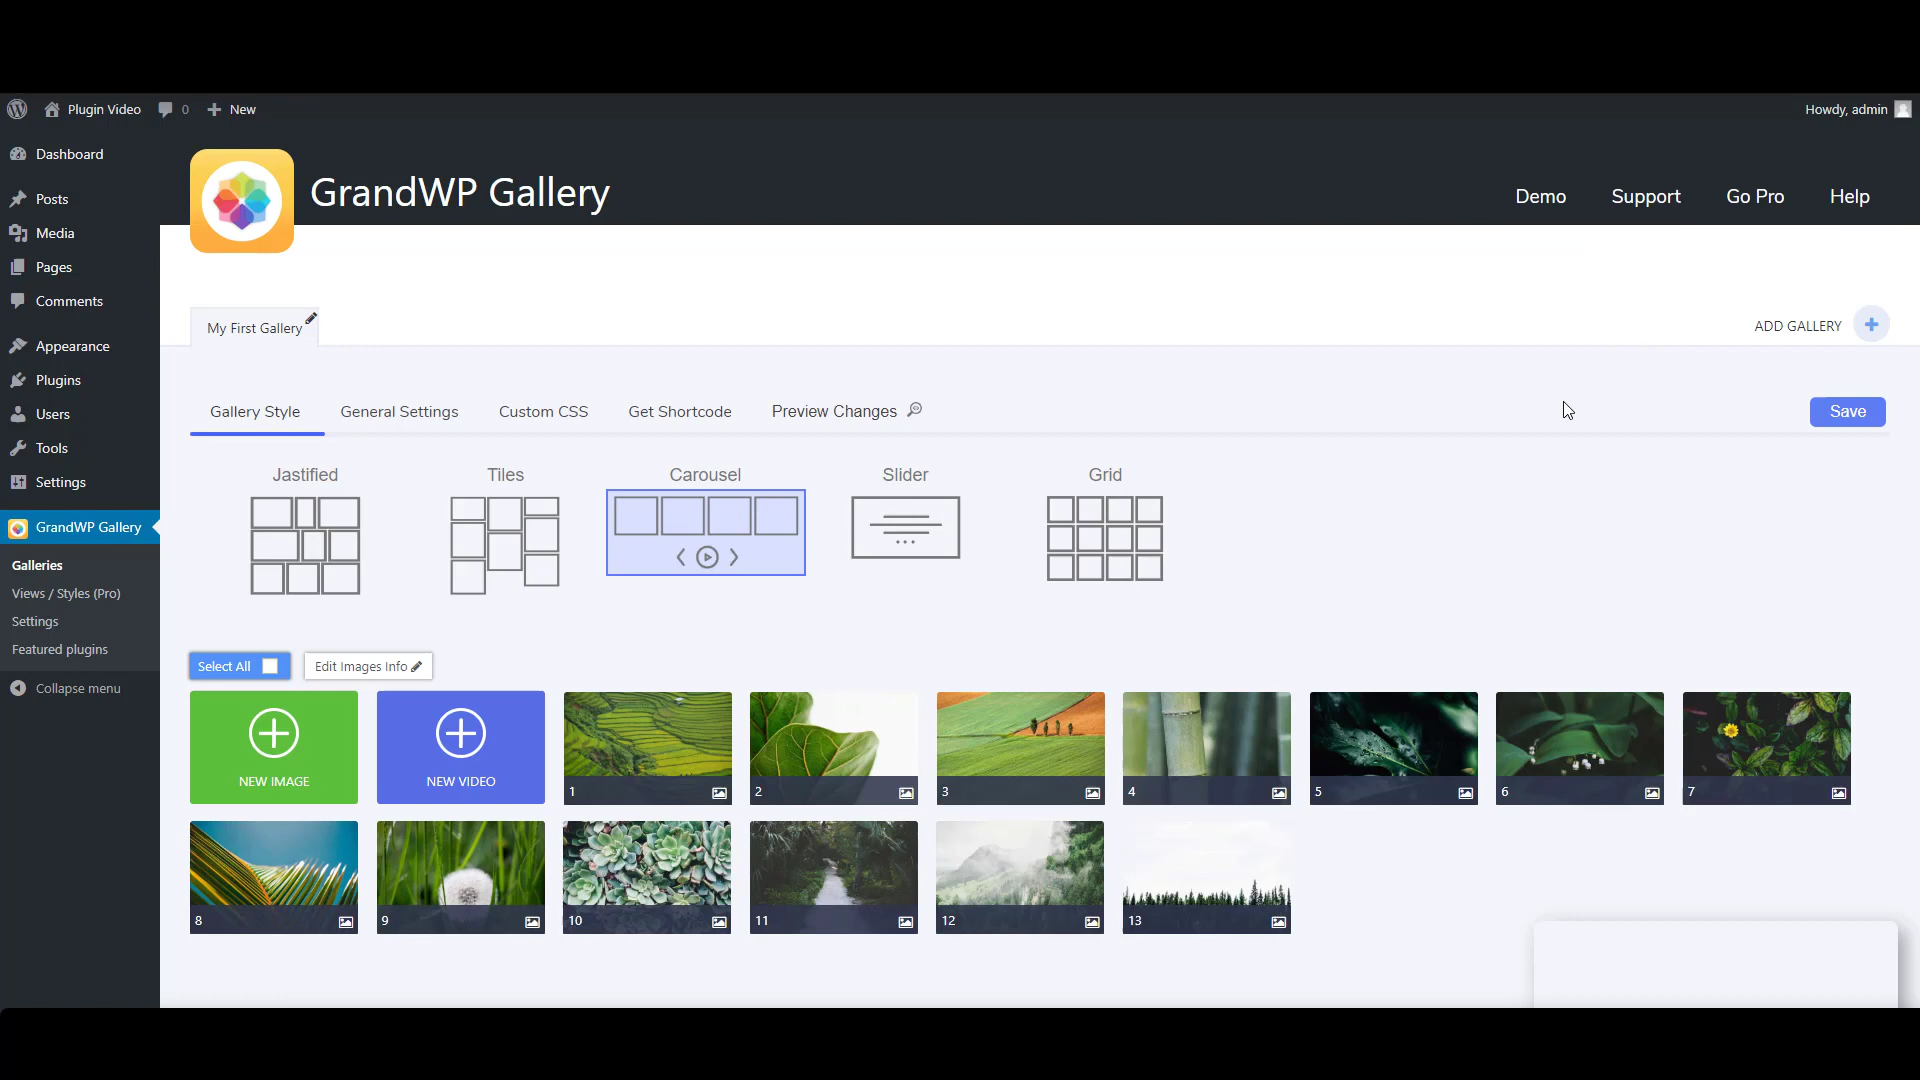 Plugin Video 0 New Howdy, admin
Dashboard
Posts
Media
Pages
Comments
Appearance
Plugins
Users
Tools
Settings
GrandWP Gallery
Galleries
Views / Styles (Pro)
Settings
Featured plugins
Collapse menu
GrandWP Gallery
Demo Support Go Pro Help
My First Gallery
ADD GALLERY
Gallery Style General Settings Custom CSS Get Shortcode Preview Changes Save
Jastified Tiles Carousel Slider Grid
Select All Edit Images Info
NEW IMAGE NEW VIDEO
1 2 3 4 5 6 7
8 9 10 11 12 13